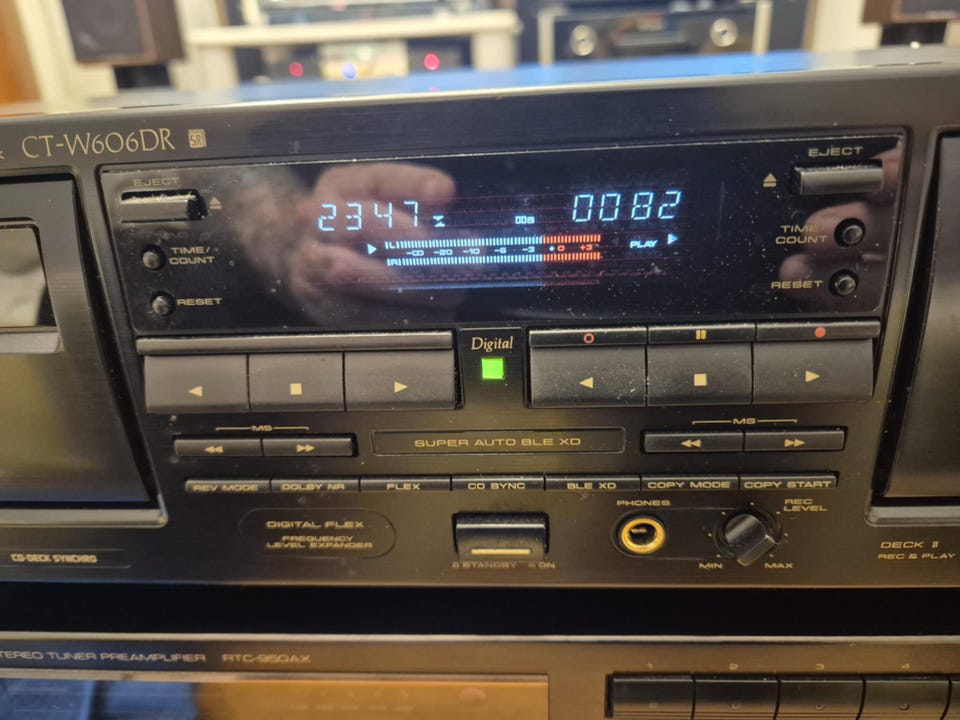 CT-W606DR SR
EJECT
EJECT
2347
00m
0082
TIME/
COUNT
TIME/
COUNT
L
-∞ -20 -10 -6 -3 0 +3
R
PLAY
RESET
RESET
Digital
MS
MS
SUPER AUTO BLE XD
REV MODE DOLBY NR FLEX CD SYNC BLE XD COPY MODE COPY START
DIGITAL FLEX
FREQUENCY
LEVEL EXPANDER
PHONES
REC
LEVEL
MIN MAX
CD-DECK SYNCHRO
STANDBY ON
DECK II
REC & PLAY
TEREO TUNER PREAMPLIFIER RTC-950AX
1 2 3 4